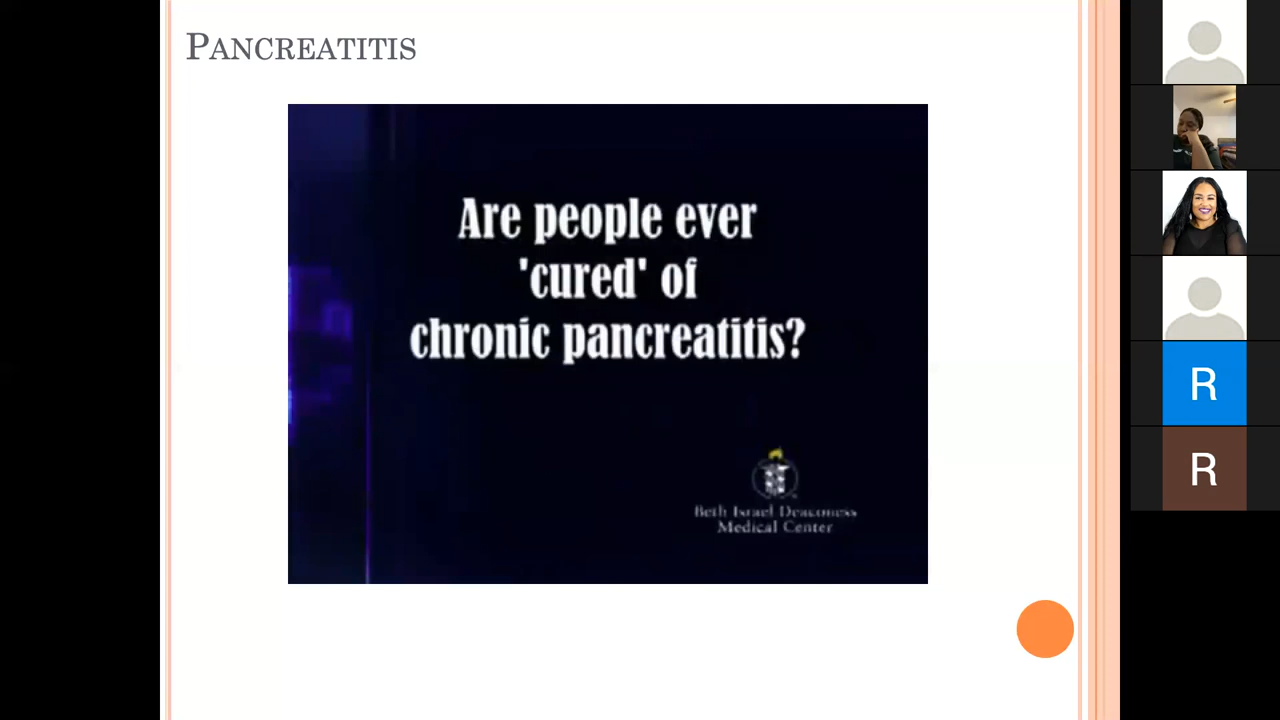 PANCREATITIS
Are people ever
'cured' of
chronic pancreatitis?
Beth Israel Deaconess
Medical Center
R
R